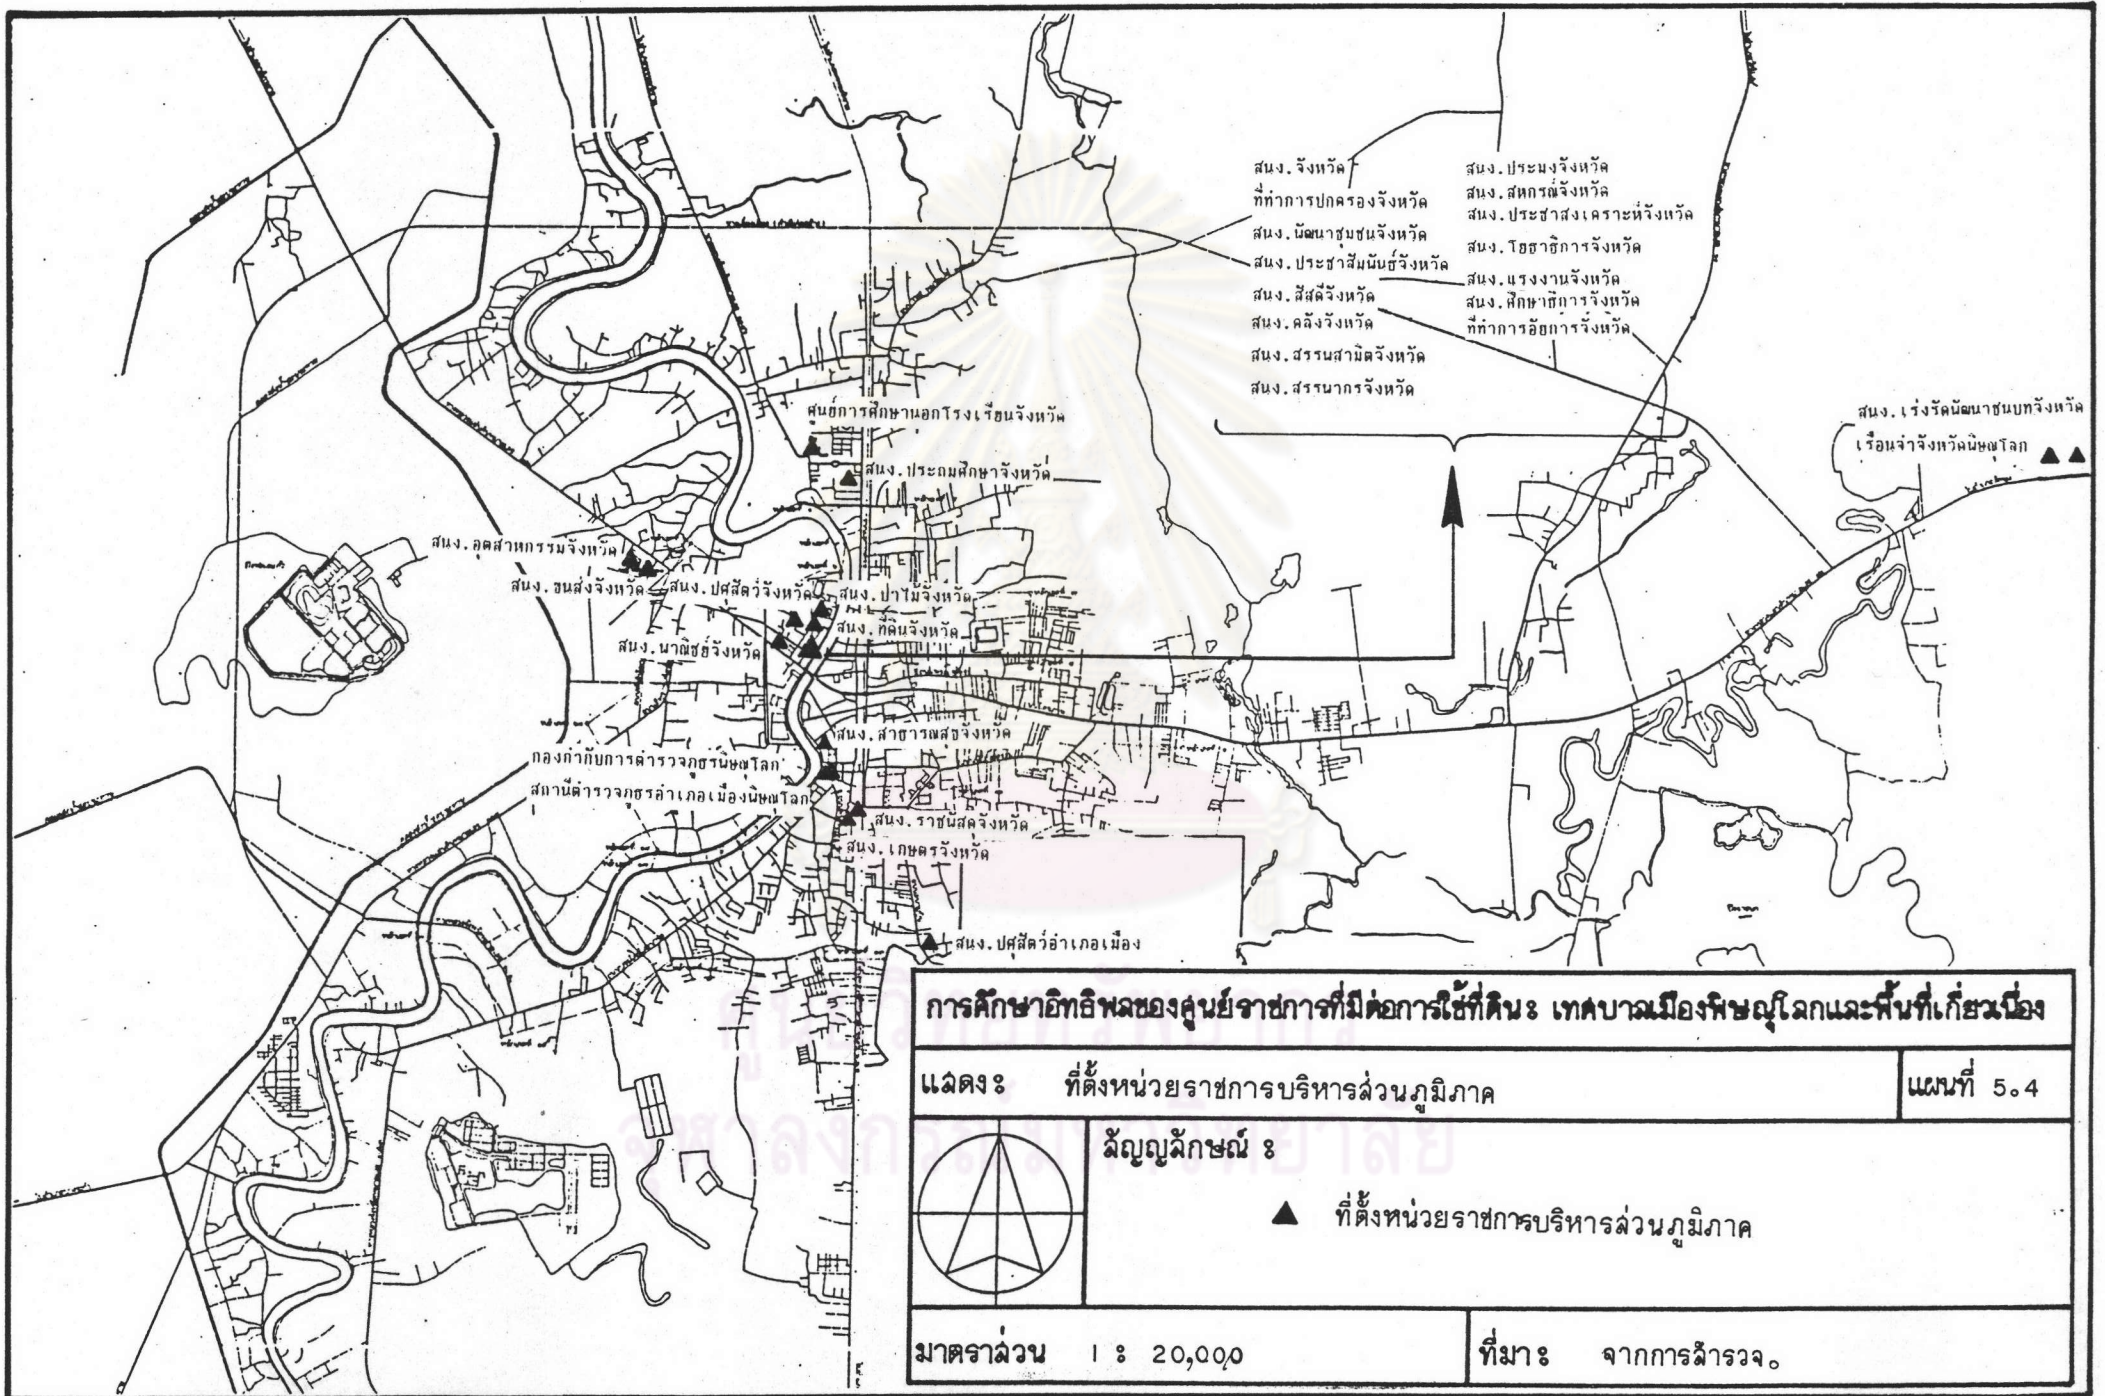 สนง.จังหวัด
ที่ทำการปกครองจังหวัด
สนง.พัฒนาชุมชนจังหวัด
สนง.ประชาสัมพันธ์จังหวัด
สนง.สัสดีจังหวัด
สนง.คลังจังหวัด
สนง.สรรพสามิตจังหวัด
สนง.สรรพากรจังหวัด
สนง.ประมงจังหวัด
สนง.สหกรณ์จังหวัด
สนง.ประชาสงเคราะห์จังหวัด
สนง.โยธาธิการจังหวัด
สนง.แรงงานจังหวัด
สนง.ศึกษาธิการจังหวัด
ที่ทำการอัยการจังหวัด
สนง.เร่งรัดพัฒนาชนบทจังหวัด
เรือนจำจังหวัดพิษณุโลก
ศูนย์การศึกษานอกโรงเรียนจังหวัด
สนง.ประถมศึกษาจังหวัด
สนง.อุตสาหกรรมจังหวัด
สนง.ขนส่งจังหวัด
สนง.ปศุสัตว์จังหวัด
สนง.ป่าไม้จังหวัด
สนง.ที่ดินจังหวัด
สนง.พาณิชย์จังหวัด
สนง.สาธารณสุขจังหวัด
กองกำกับการตำรวจภูธรพิษณุโลก
สถานีตำรวจภูธรอำเภอเมืองพิษณุโลก
สนง.ราชพัสดุจังหวัด
สนง.เกษตรจังหวัด
สนง.ปศุสัตว์อำเภอเมือง
ศูนย์วิทยทรัพยากร
จุฬาลงกรณ์มหาวิทยาลัย
การศึกษาอิทธิพลของศูนย์ราชการที่มีต่อการใช้ที่ดิน: เทศบาลเมืองพิษณุโลกและพื้นที่เกี่ยวเนื่อง
แสดง: ที่ตั้งหน่วยราชการบริหารส่วนภูมิภาค
แผนที่ 5.4
สัญญลักษณ์ :
ที่ตั้งหน่วยราชการบริหารส่วนภูมิภาค
มาตราส่วน 1 : 20,000
ที่มา: จากการสำรวจ.